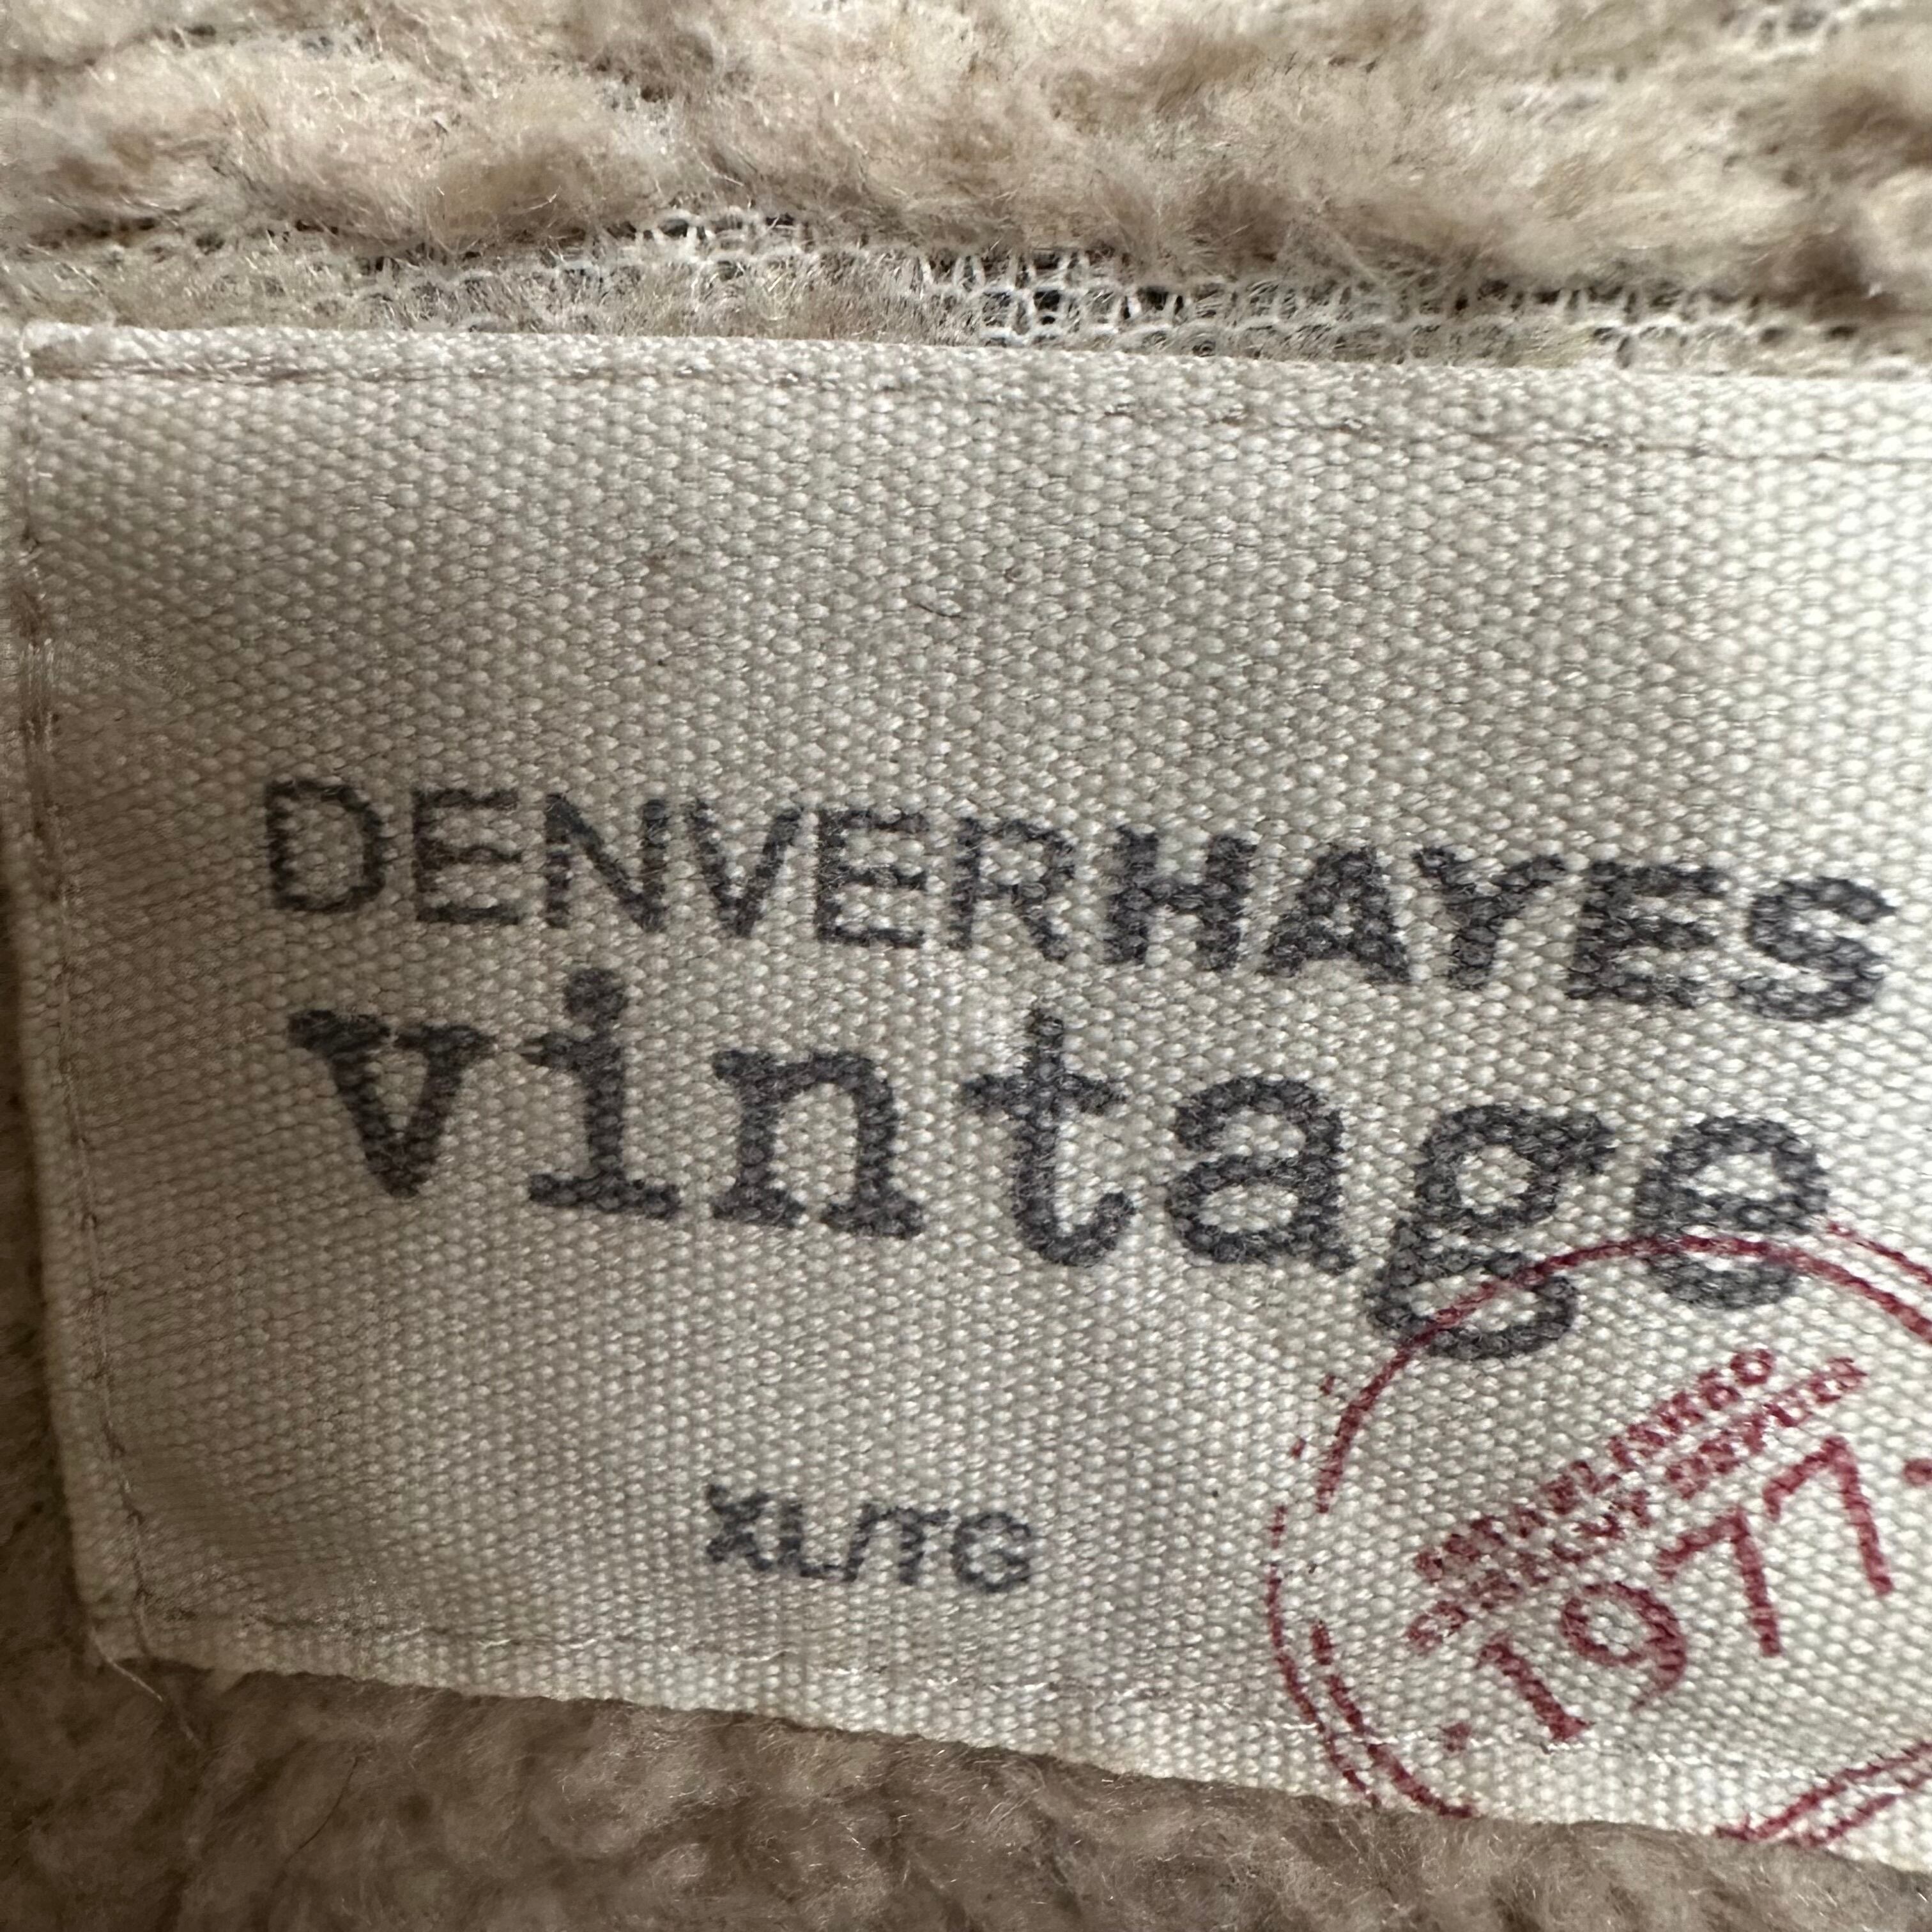 DENVERHAYES
vintage
XL/TG
1977